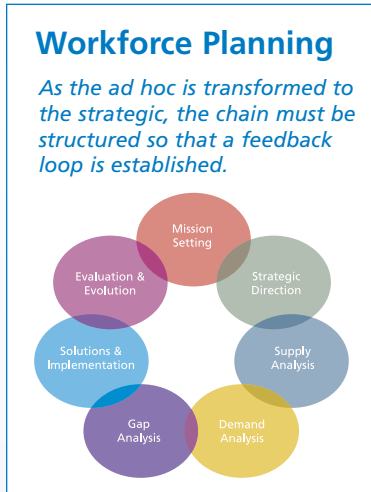 Workforce Planning
As the ad hoc is transformed to
the strategic, the chain must be
structured so that a feedback
loop is established.
Mission
Setting
Strategic
Direction
Supply
Analysis
Demand
Analysis
Gap
Analysis
Solutions &
Implementation
Evaluation &
Evolution